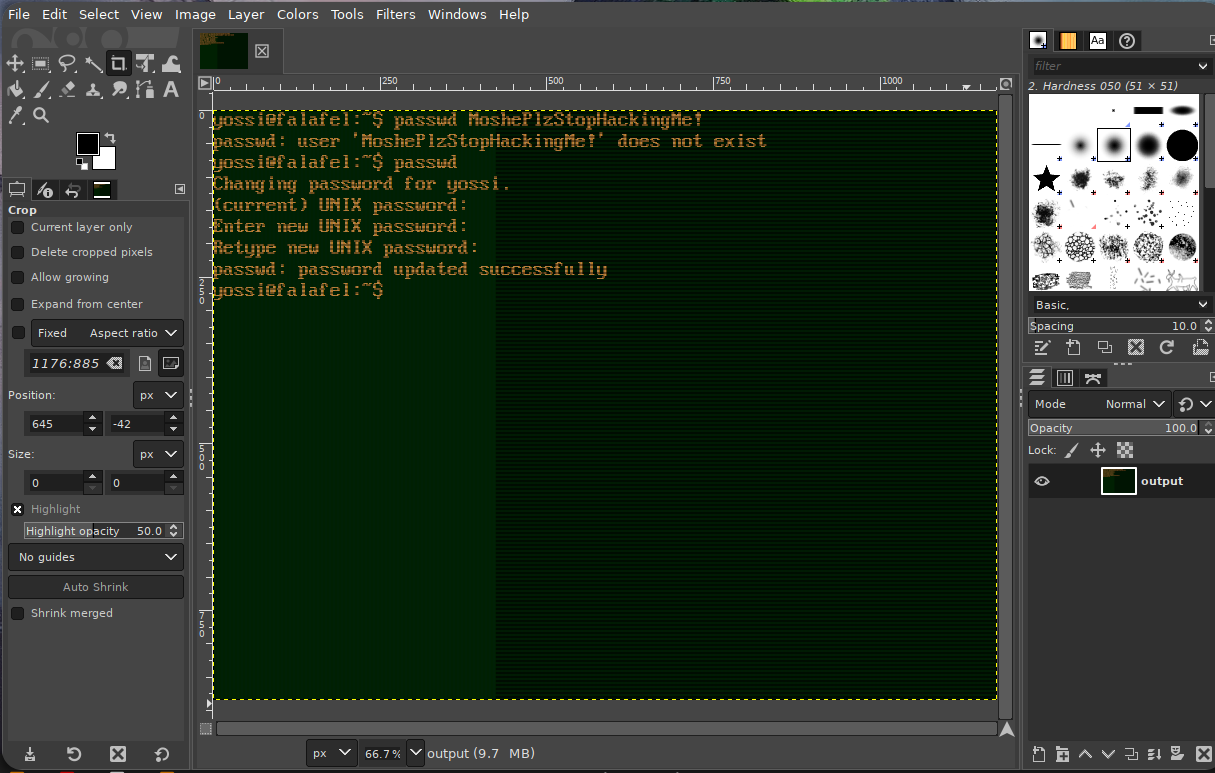 File Edit Select View Image Layer Colors Tools Filters Windows Help
Crop
Current layer only
Delete cropped pixels
Allow growing
Expand from center
Fixed Aspect ratio
1176:885
Position: px
645 -42
Size: px
0 0
Highlight
Highlight opacity 50.0
No guides
Auto Shrink
Shrink merged
0 250 500 750 1000
0
250
500
750
yossi@falafel:~$ passwd MoshePlzStopHackingMe!
passwd: user 'MoshePlzStopHackingMe!' does not exist
yossi@falafel:~$ passwd
Changing password for yossi.
(current) UNIX password:
Enter new UNIX password:
Retype new UNIX password:
passwd: password updated successfully
yossi@falafel:~$
px 66.7% output (9.7 MB)
Aa
filter
2. Hardness 050 (51 × 51)
Basic,
Spacing 10.0
Mode Normal
Opacity 100.0
Lock:
output